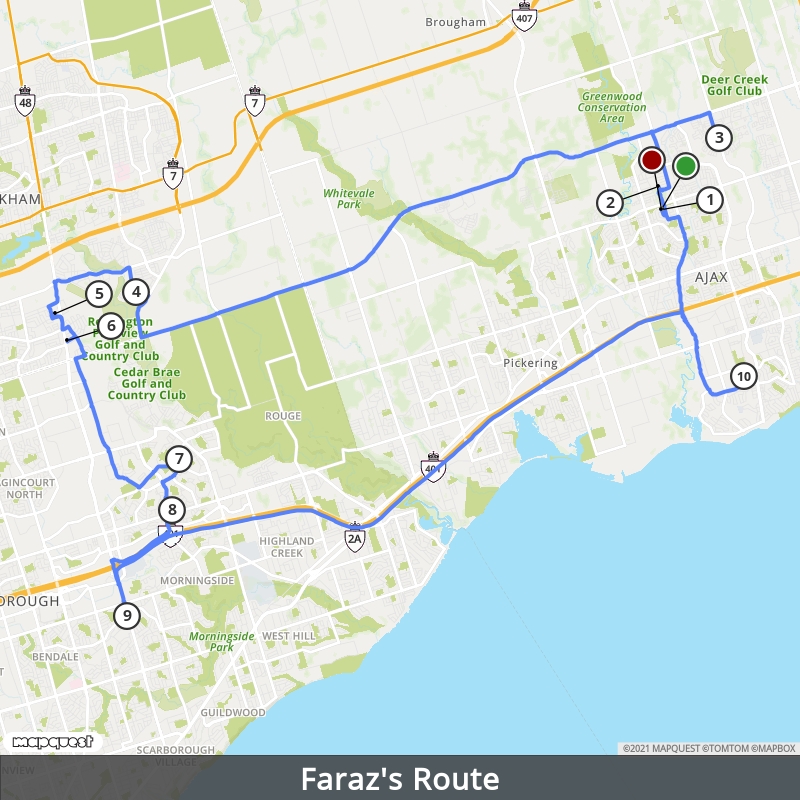 Brougham
407
48
7
Deer Creek
Golf Club
Greenwood
Conservation
Area
3
7
KHAM
Whitevale
Park
2
1
AJAX
5
4
6
Golf and
Country Club
Cedar Brae
Golf and
Country Club
Pickering
10
ROUGE
7
AGINCOURT
NORTH
401
8
2A
HIGHLAND
CREEK
MORNINGSIDE
OROUGH
9
Morningside
Park
WEST HILL
BENDALE
GUILDWOOD
mapquest
SCARBOROUGH
VILLAGE
©2021 MAPQUEST ©TOMTOM ©MAPBOX
Faraz's Route